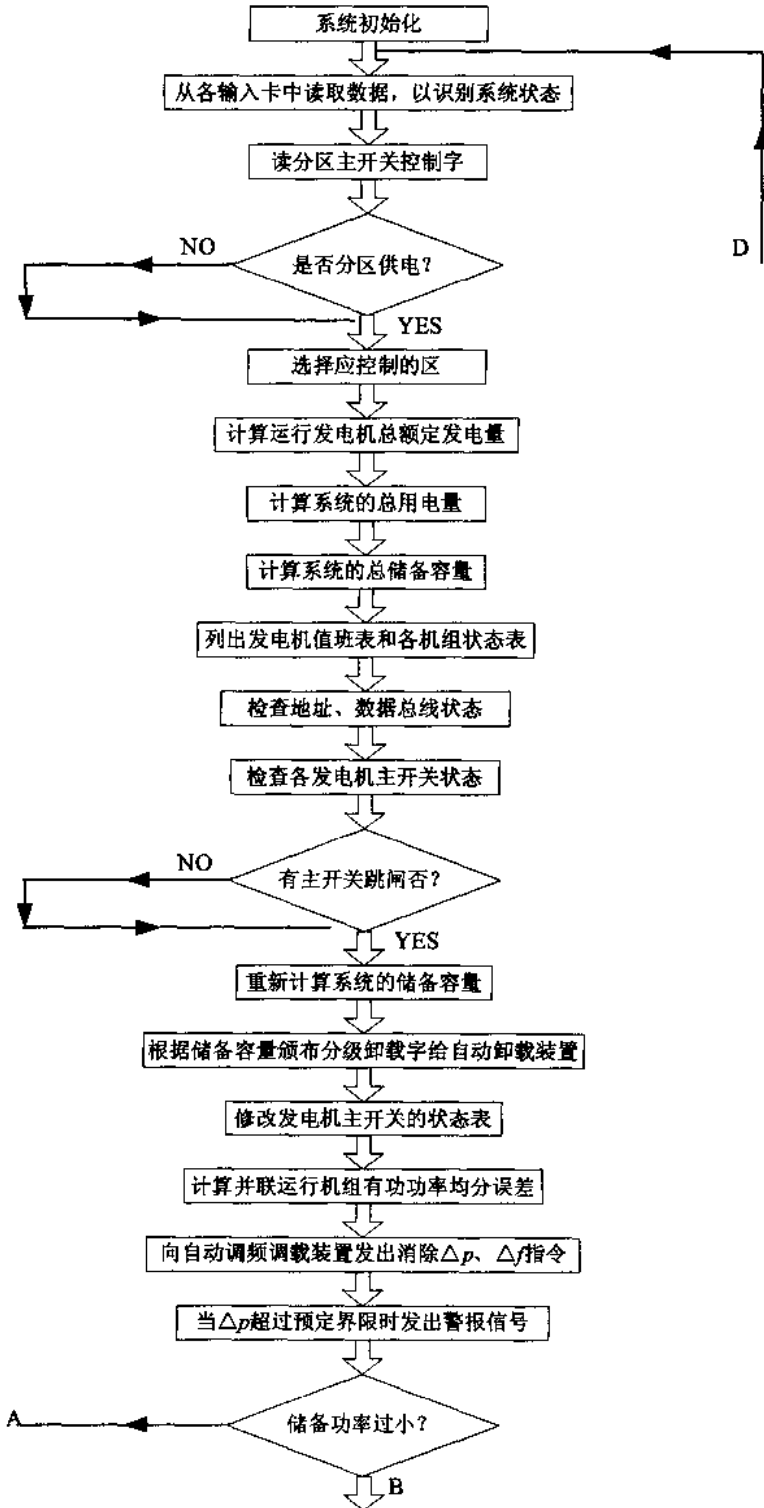 系统初始化
从各输入卡中读取数据，以识别系统状态
读分区主开关控制字
NO
是否分区供电？
D
YES
选择应控制的区
计算运行发电机总额定发电量
计算系统的总用电量
计算系统的总储备容量
列出发电机值班表和各机组状态表
检查地址、数据总线状态
检查各发电机主开关状态
NO
有主开关跳闸否？
YES
重新计算系统的储备容量
根据储备容量颁布分级卸载字给自动卸载装置
修改发电机主开关的状态表
计算并联运行机组有功功率均分误差
向自动调频调载装置发出消除△p、△f指令
当△p超过预定界限时发出警报信号
A
储备功率过小？
B